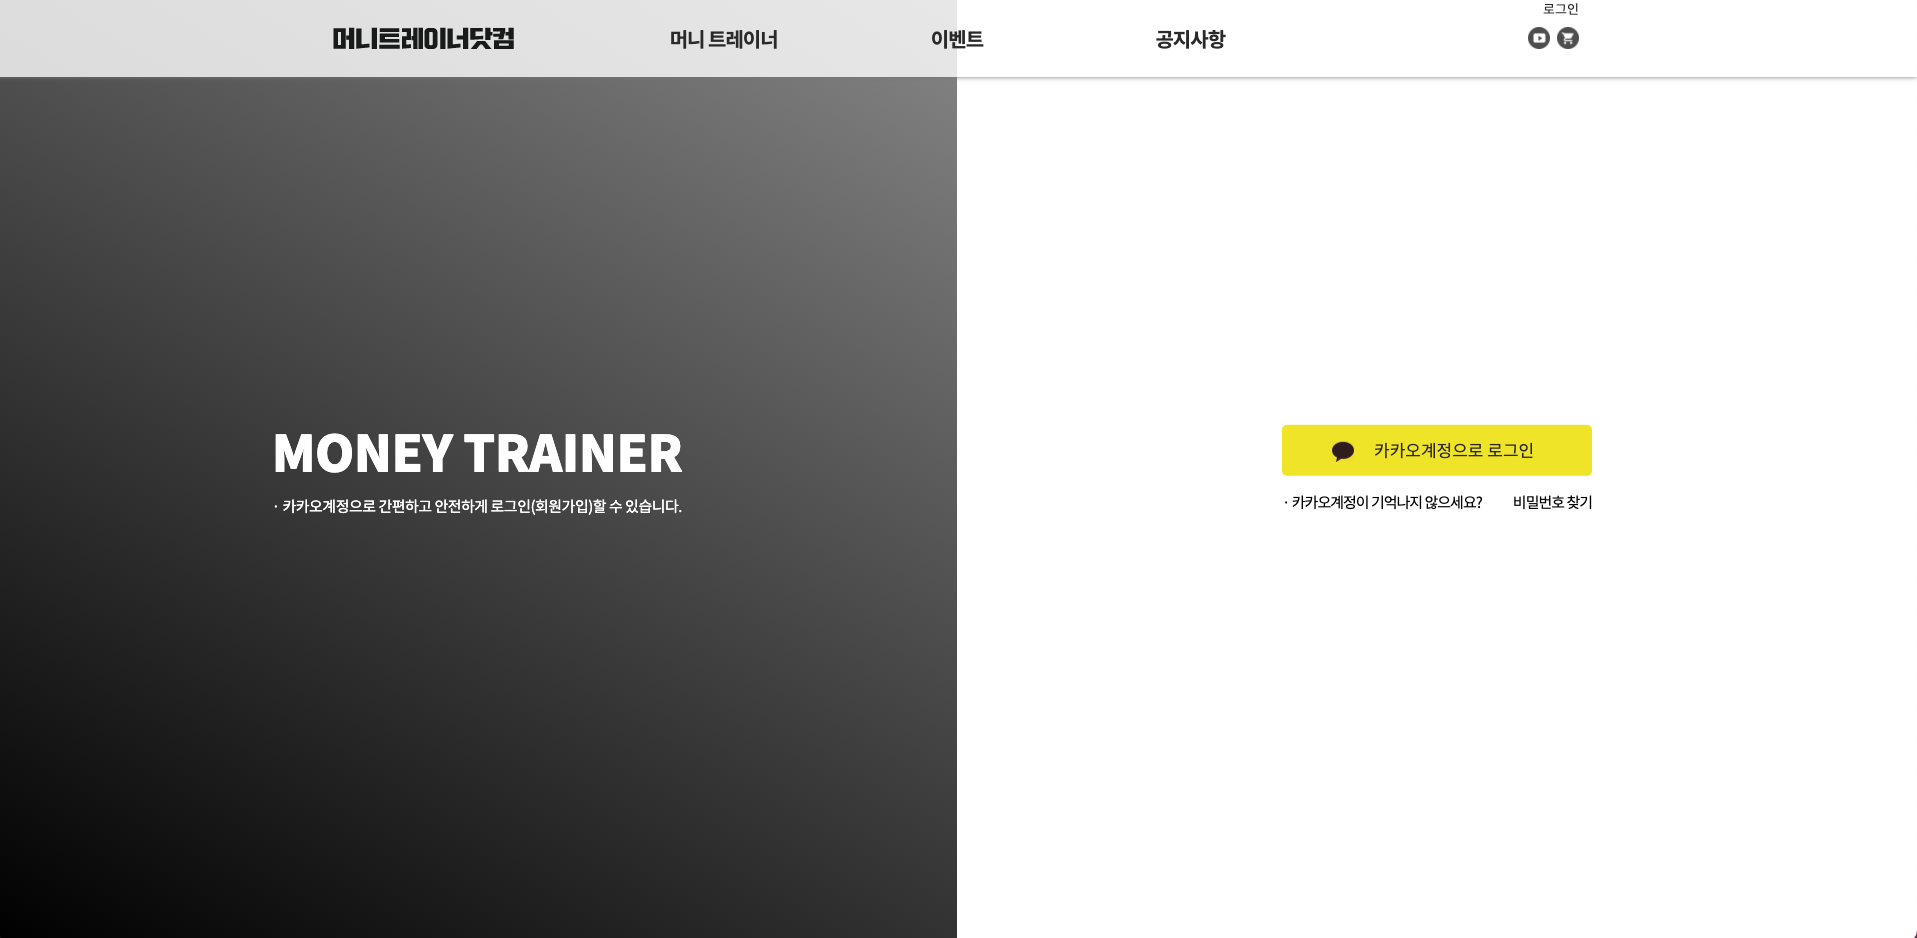 로그인
머니트레이너닷컴 머니 트레이너 이벤트 공지사항
MONEY TRAINER
· 카카오계정으로 간편하고 안전하게 로그인(회원가입)할 수 있습니다.
카카오계정으로 로그인
· 카카오계정이 기억나지 않으세요? 비밀번호 찾기